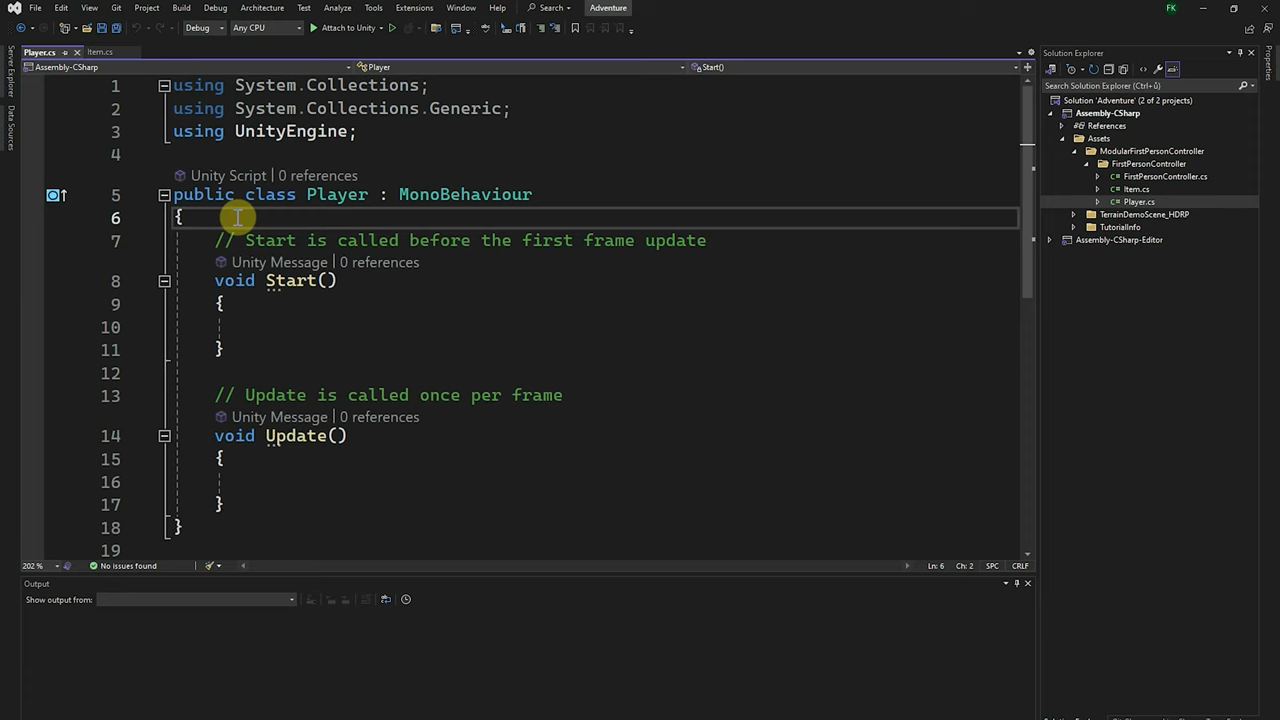 File Edit View Git Project Build Debug Architecture Test Analyze Tools Extensions Window Help Search Adventure FK
Debug Any CPU Attach to Unity
Player.cs Item.cs
Assembly-CSharp Player Start()
1 using System.Collections;
2 using System.Collections.Generic;
3 using UnityEngine;
4
Unity Script | 0 references
5 public class Player : MonoBehaviour
6 {
7 // Start is called before the first frame update
Unity Message | 0 references
8 void Start()
9 {
10
11 }
12
13 // Update is called once per frame
Unity Message | 0 references
14 void Update()
15 {
16
17 }
18 }
19
202 % No issues found Ln: 6 Ch: 2 SPC CRLF
Output
Show output from:
Server Explorer
Data Sources
Solution Explorer
Search Solution Explorer (Ctrl+ů)
Solution 'Adventure' (2 of 2 projects)
Assembly-CSharp
References
Assets
ModularFirstPersonController
FirstPersonController
FirstPersonController.cs
Item.cs
Player.cs
TerrainDemoScene_HDRP
TutorialInfo
Assembly-CSharp-Editor
Properties